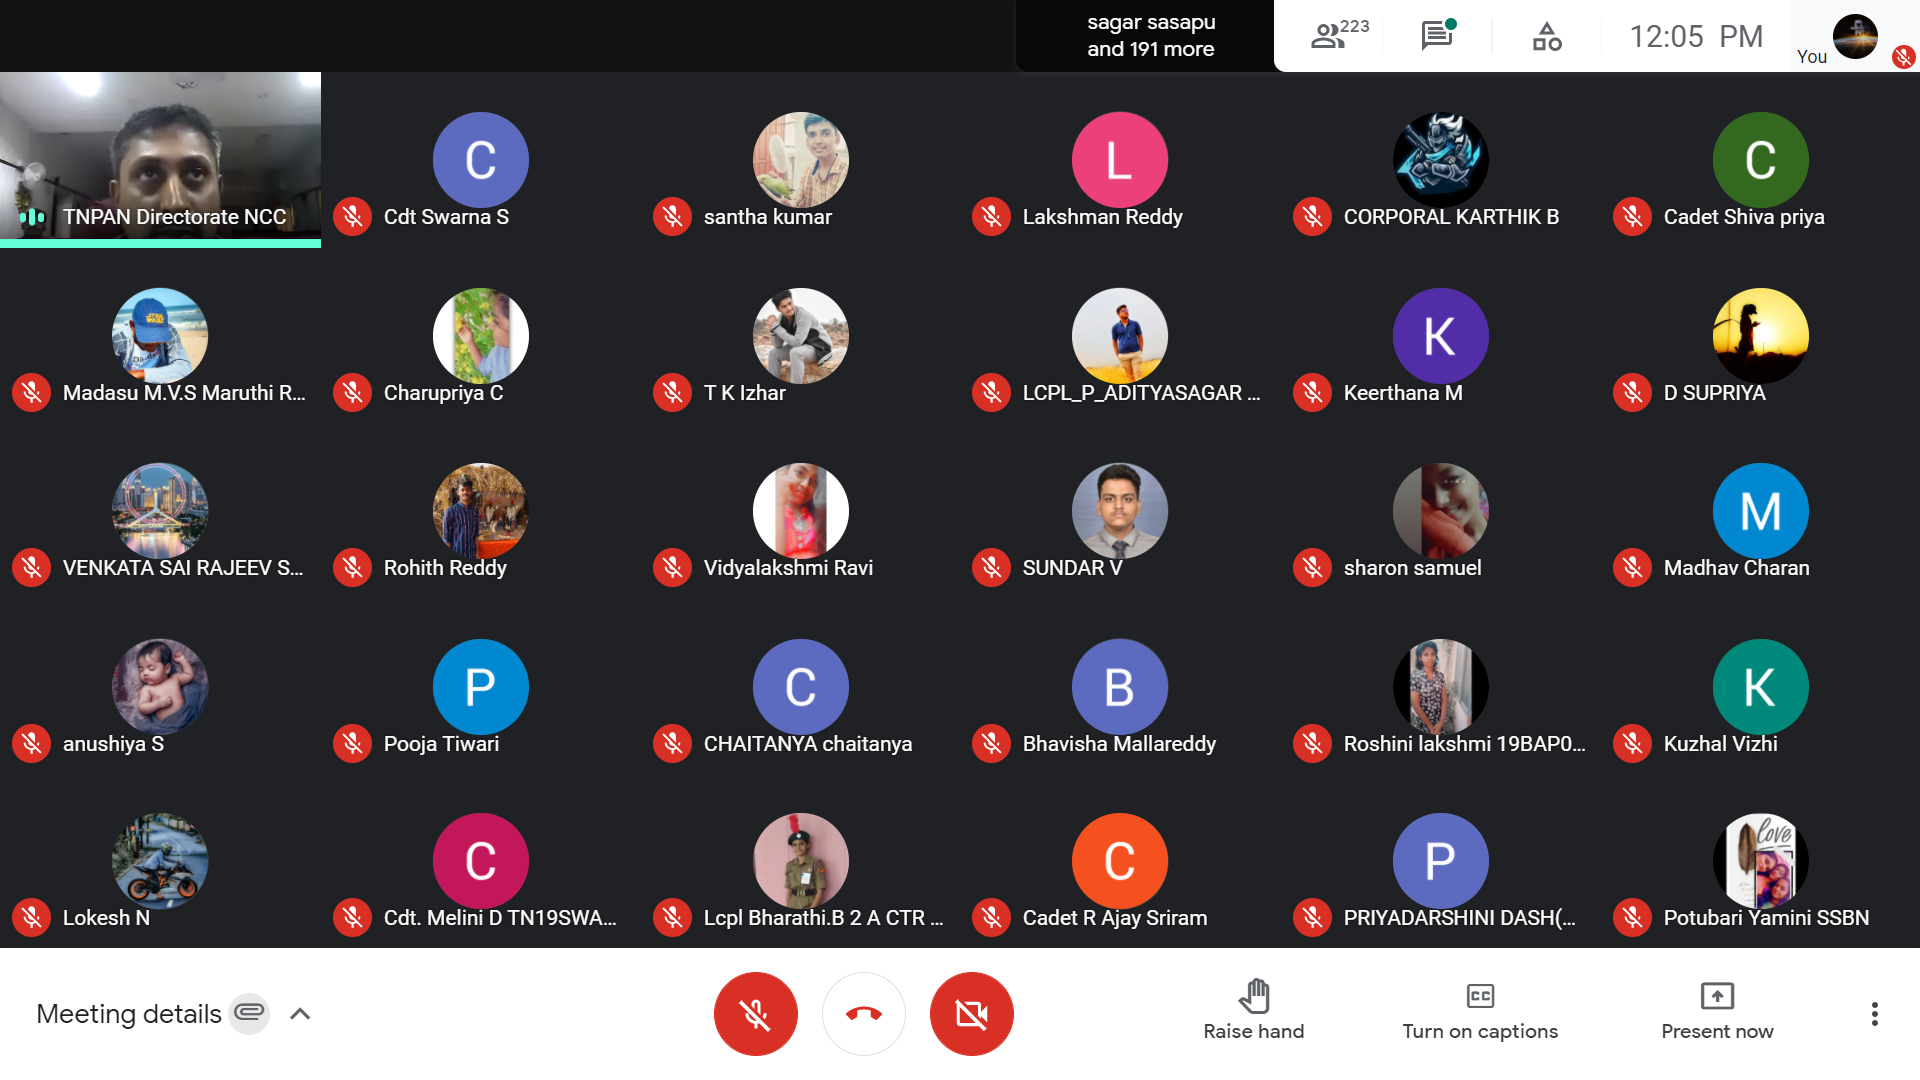 sagar sasapu
and 191 more
223
12:05 PM
You
TNPAN Directorate NCC
C
Cdt Swarna S
santha kumar
L
Lakshman Reddy
CORPORAL KARTHIK B
C
Cadet Shiva priya
STAR
WARS
Madasu M.V.S Maruthi R...
Charupriya C
T K Izhar
LCPL_P_ADITYASAGAR ...
K
Keerthana M
D SUPRIYA
VENKATA SAI RAJEEV S...
Rohith Reddy
Vidyalakshmi Ravi
SUNDAR V
sharon samuel
M
Madhav Charan
anushiya S
P
Pooja Tiwari
C
CHAITANYA chaitanya
B
Bhavisha Mallareddy
Roshini lakshmi 19BAP0...
K
Kuzhal Vizhi
Lokesh N
C
Cdt. Melini D TN19SWA...
Lcpl Bharathi.B 2 A CTR ...
C
Cadet R Ajay Sriram
P
PRIYADARSHINI DASH(...
love
Potubari Yamini SSBN
Meeting details
Raise hand
CC
Turn on captions
Present now